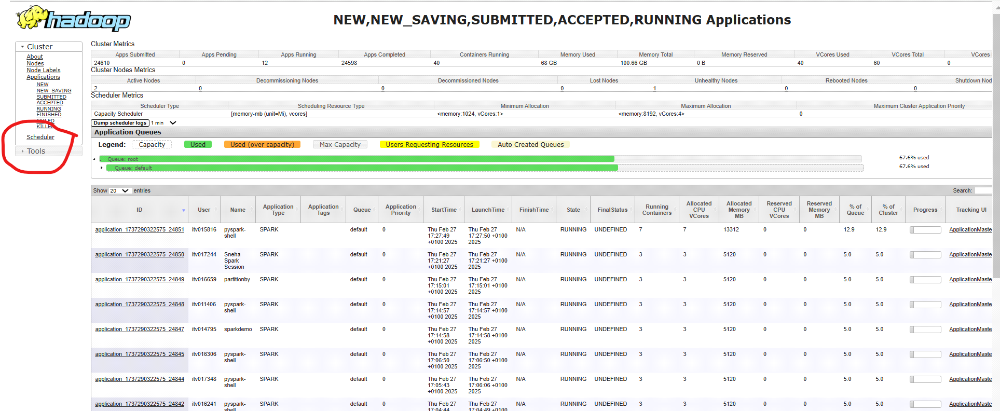 hadoop
NEW,NEW_SAVING,SUBMITTED,ACCEPTED,RUNNING Applications
Cluster
About
Nodes
Node Labels
Applications
NEW
NEW_SAVING
SUBMITTED
ACCEPTED
RUNNING
FINISHED
FAILED
KILLED
Scheduler
Tools
Cluster Metrics
Apps Submitted Apps Pending Apps Running Apps Completed Containers Running Memory Used Memory Total Memory Reserved VCores Used VCores Total VCores
24610 0 12 24598 40 68 GB 100.66 GB 0 B 40 60 0
Cluster Nodes Metrics
Active Nodes Decommissioning Nodes Decommissioned Nodes Lost Nodes Unhealthy Nodes Rebooted Nodes Shutdown Nod
2 0 0 0 1 0 0
Scheduler Metrics
Scheduler Type Scheduling Resource Type Minimum Allocation Maximum Allocation Maximum Cluster Application Priority
Capacity Scheduler [memory-mb (unit=Mi), vcores] <memory:1024, vCores:1> <memory:8192, vCores:4> 0
Dump scheduler logs 1 min
Application Queues
Legend: Capacity Used Used (over capacity) Max Capacity Users Requesting Resources Auto Created Queues
Queue: root 67.6% used
Queue: default 67.6% used
Show 20 entries Search:
ID User Name Application Type Application Tags Queue Application Priority StartTime LaunchTime FinishTime State FinalStatus Running Containers Allocated CPU VCores Allocated Memory MB Reserved CPU VCores Reserved Memory MB % of Queue % of Cluster Progress Tracking UI
application_1737290322575_24851 itv015816 pyspark-shell SPARK default 0 Thu Feb 27 17:27:49 +0100 2025 Thu Feb 27 17:27:50 +0100 2025 N/A RUNNING UNDEFINED 7 7 13312 0 0 12.9 12.9 ApplicationMaste
application_1737290322575_24850 itv017244 Sneha Spark Session SPARK default 0 Thu Feb 27 17:21:27 +0100 2025 Thu Feb 27 17:21:27 +0100 2025 N/A RUNNING UNDEFINED 3 3 5120 0 0 5.0 5.0 ApplicationMaste
application_1737290322575_24849 itv016659 partitionby SPARK default 0 Thu Feb 27 17:15:01 +0100 2025 Thu Feb 27 17:15:01 +0100 2025 N/A RUNNING UNDEFINED 3 3 5120 0 0 5.0 5.0 ApplicationMaste
application_1737290322575_24848 itv011406 pyspark-shell SPARK default 0 Thu Feb 27 17:14:57 +0100 2025 Thu Feb 27 17:14:57 +0100 2025 N/A RUNNING UNDEFINED 3 3 5120 0 0 5.0 5.0 ApplicationMaste
application_1737290322575_24847 itv014795 sparkdemo SPARK default 0 Thu Feb 27 17:14:58 +0100 2025 Thu Feb 27 17:14:58 +0100 2025 N/A RUNNING UNDEFINED 3 3 5120 0 0 5.0 5.0 ApplicationMaste
application_1737290322575_24845 itv016306 pyspark-shell SPARK default 0 Thu Feb 27 17:06:50 +0100 2025 Thu Feb 27 17:06:50 +0100 2025 N/A RUNNING UNDEFINED 3 3 5120 0 0 5.0 5.0 ApplicationMaste
application_1737290322575_24844 itv017348 pyspark-shell SPARK default 0 Thu Feb 27 17:05:43 +0100 2025 Thu Feb 27 17:06:06 +0100 2025 N/A RUNNING UNDEFINED 3 3 5120 0 0 5.0 5.0 ApplicationMaste
application_1737290322575_24842 itv016241 pyspark-shell SPARK default 0 Thu Feb 27 17:04:44 Thu Feb 27 17:04:49 +0100 N/A RUNNING UNDEFINED 3 3 5120 0 0 5.0 5.0 ApplicationMaste